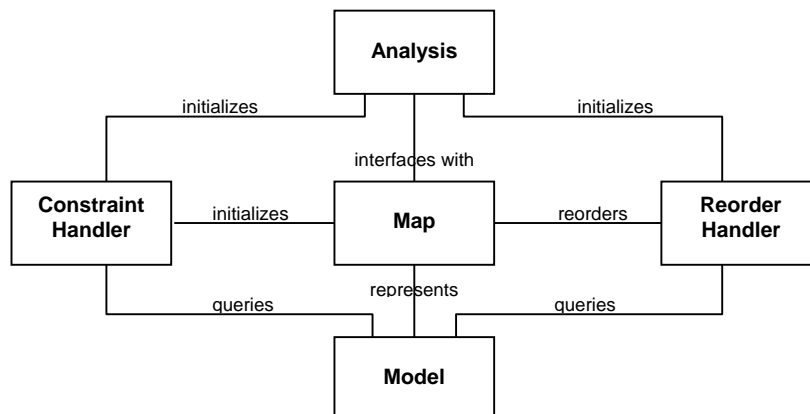 Analysis
initializes
initializes
interfaces with
Constraint
Handler
initializes
Map
reorders
Reorder
Handler
represents
queries
queries
Model